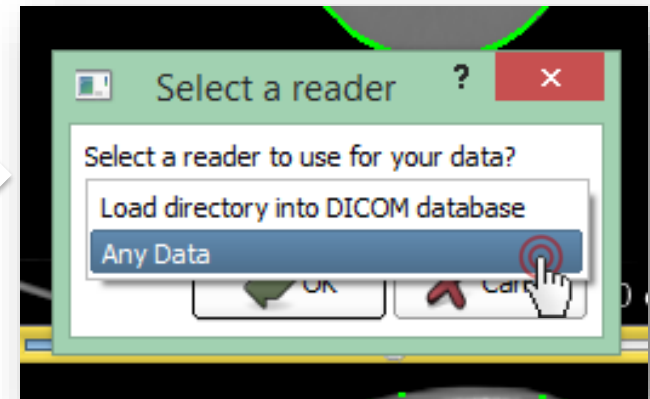 Select a reader
?
Select a reader to use for your data?
Load directory into DICOM database
Any Data
OK